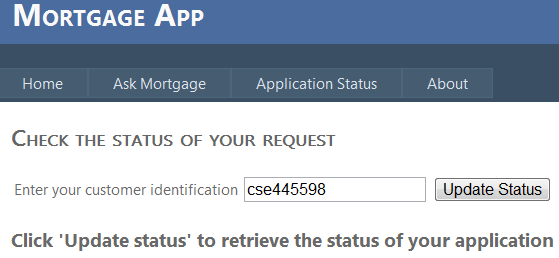 Mortgage App
Home Ask Mortgage Application Status About
Check the status of your request
Enter your customer identification cse445598 Update Status
Click 'Update status' to retrieve the status of your application